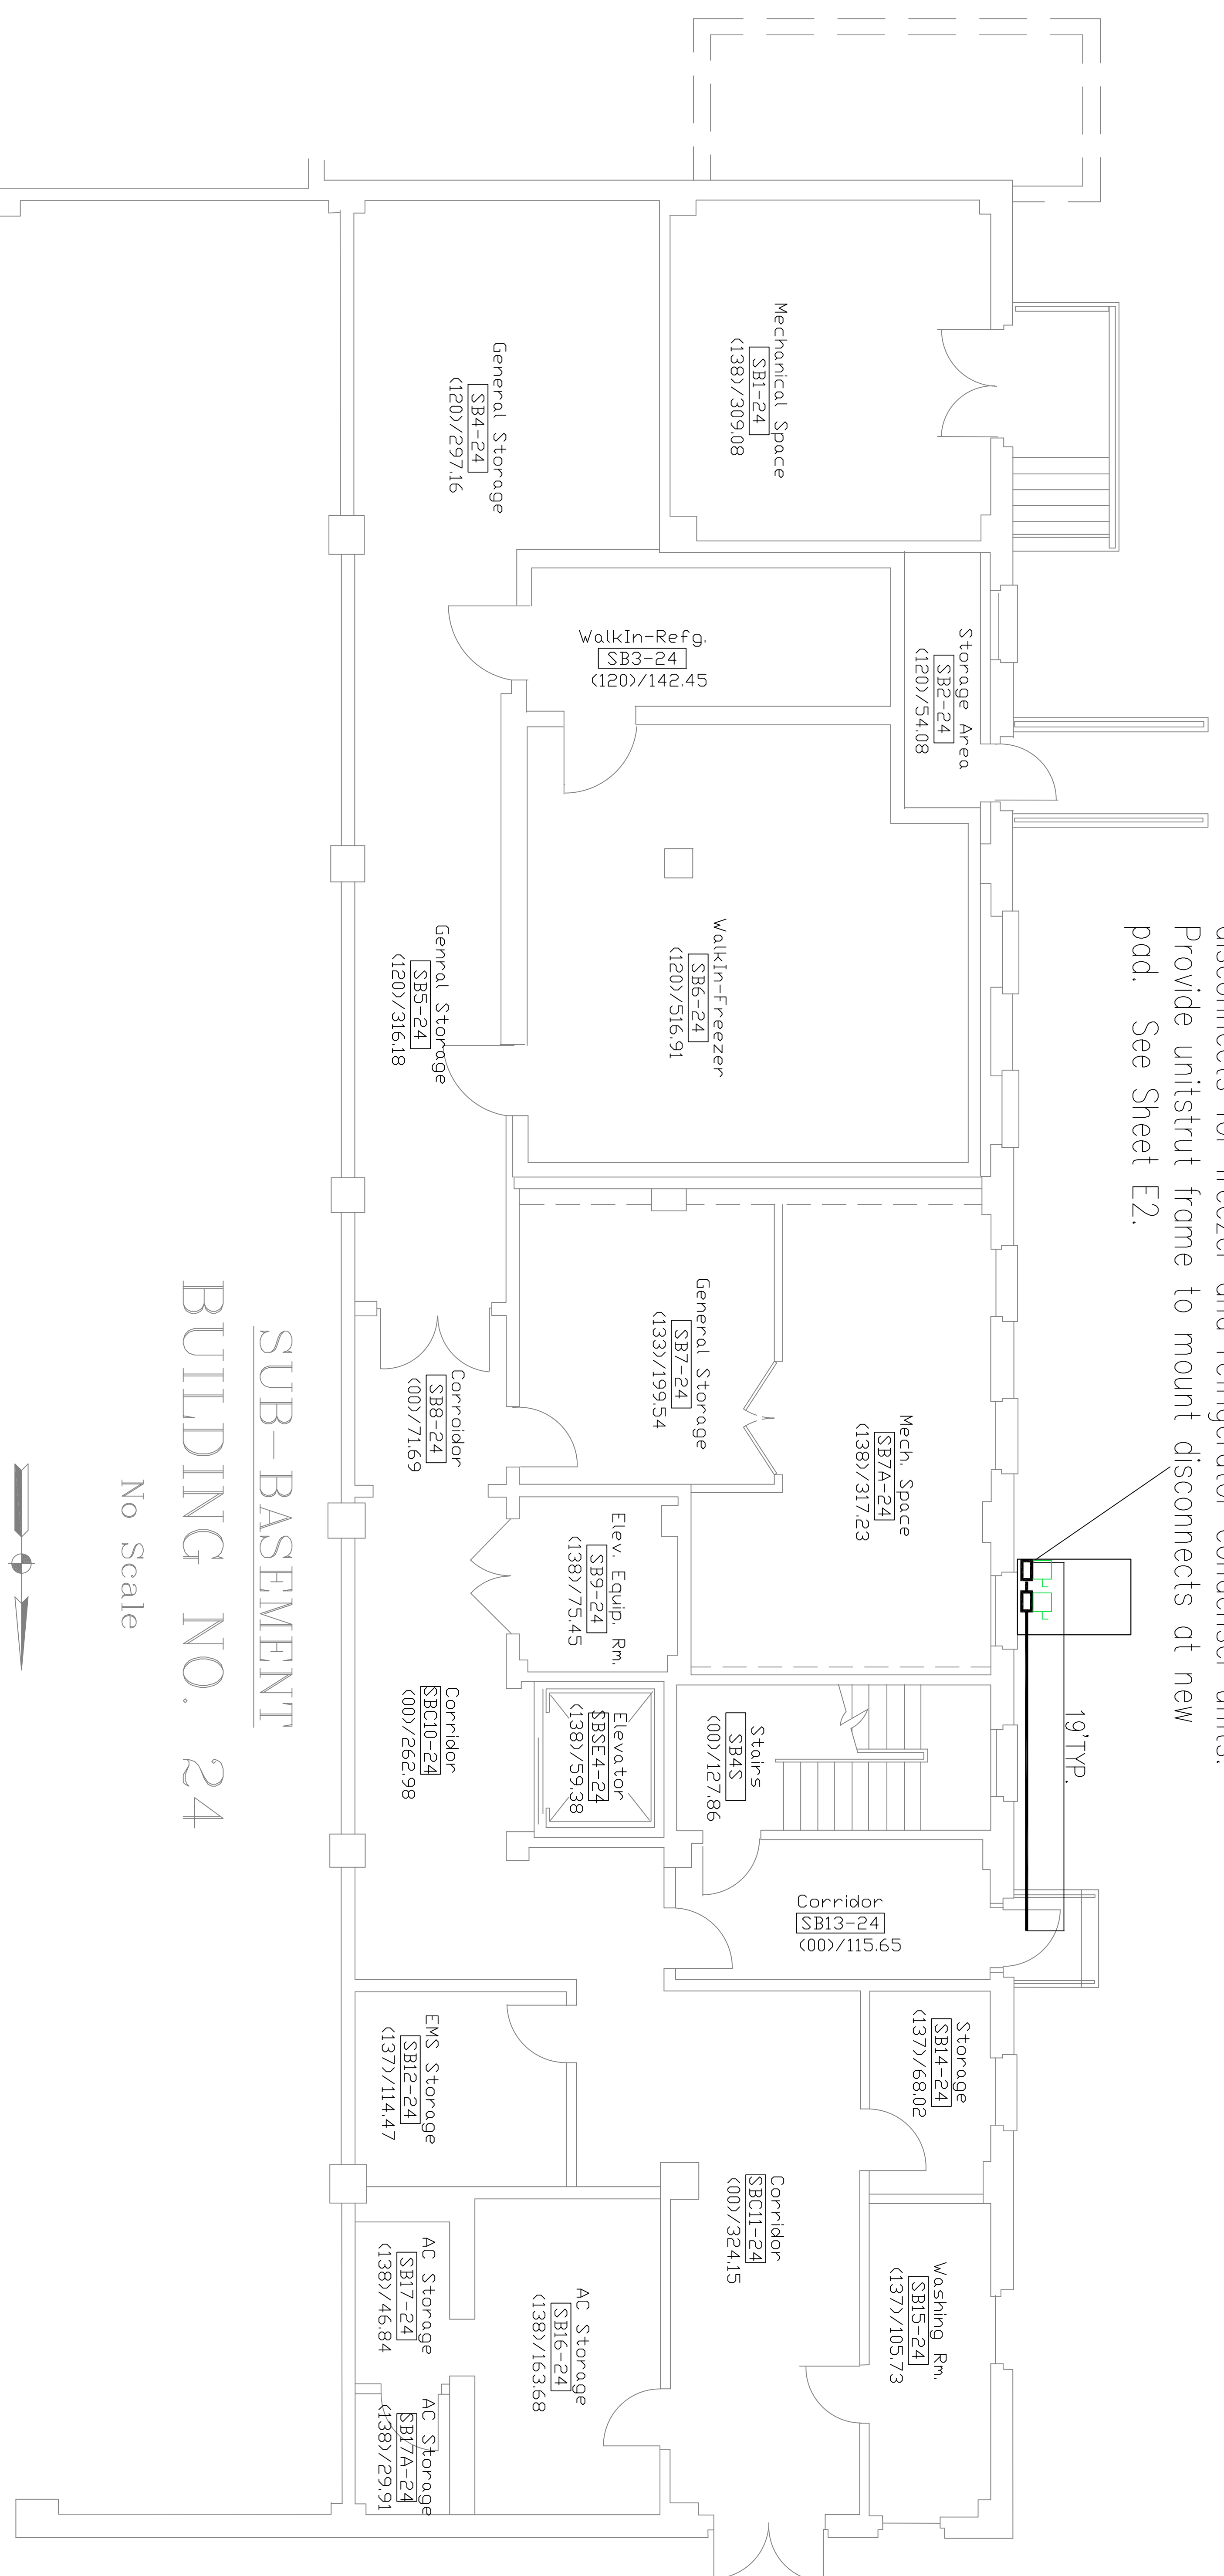 disconnects for freezer and refrigerator condenser units.
Provide unitstrut frame to mount disconnects at new
pad. See Sheet E2.
19'TYP.
Mechanical Space
SB1-24
(138)/309.08
General Storage
SB4-24
(120)/297.16
Storage Area
SB2-24
(120)/54.08
WalkIn-Refg.
SB3-24
(120)/142.45
WalkIn-Freezer
SB6-24
(120)/516.91
Genral Storage
SB5-24
(120)/316.18
General Storage
SB7-24
(133)/199.54
Mech. Space
SB7A-24
(138)/317.23
Corroidor
SB8-24
(00)/71.69
Elev. Equip. Rm.
SB9-24
(138)/75.45
Stairs
SB4S
(00)/127.86
Elevator
SBSE4-24
(138)/59.38
Corridor
SBC10-24
(00)/262.98
Corridor
SB13-24
(00)/115.65
Storage
SB14-24
(137)/68.02
EMS Storage
SB12-24
(137)/114.47
Corridor
SBC11-24
(00)/324.15
Washing Rm.
SB15-24
(137)/105.73
AC Storage
SB16-24
(138)/163.68
AC Storage
SB17-24
(138)/46.84
AC Storage
SB17A-24
(138)/29.91
SUB-BASEMENT
BUILDING NO. 24
No Scale